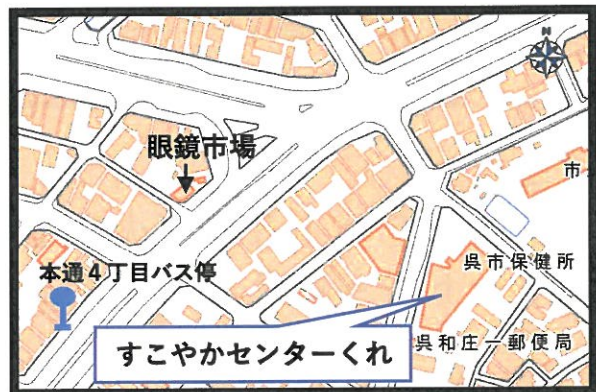 N
眼鏡市場
市
呉市保健所
本通4丁目バス停
すこやかセンターくれ
呉和庄一郵便局